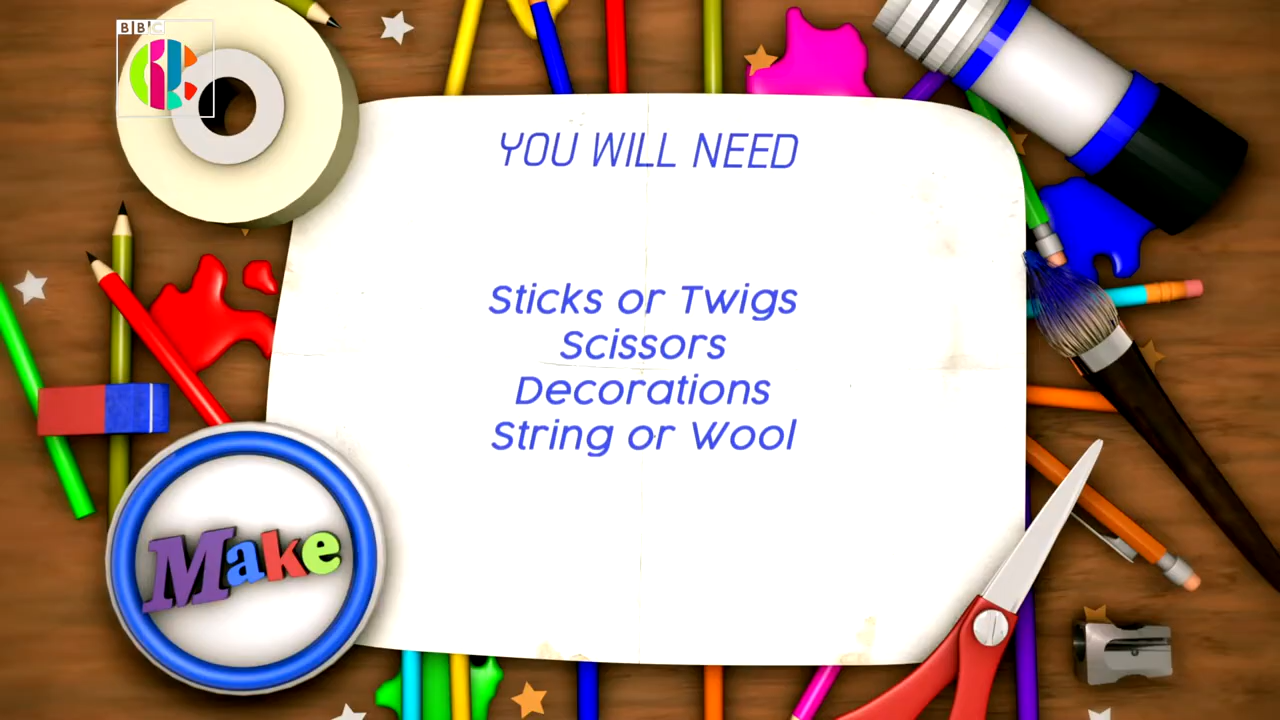 BBC
YOU WILL NEED
Sticks or Twigs
Scissors
Decorations
String or Wool
Make